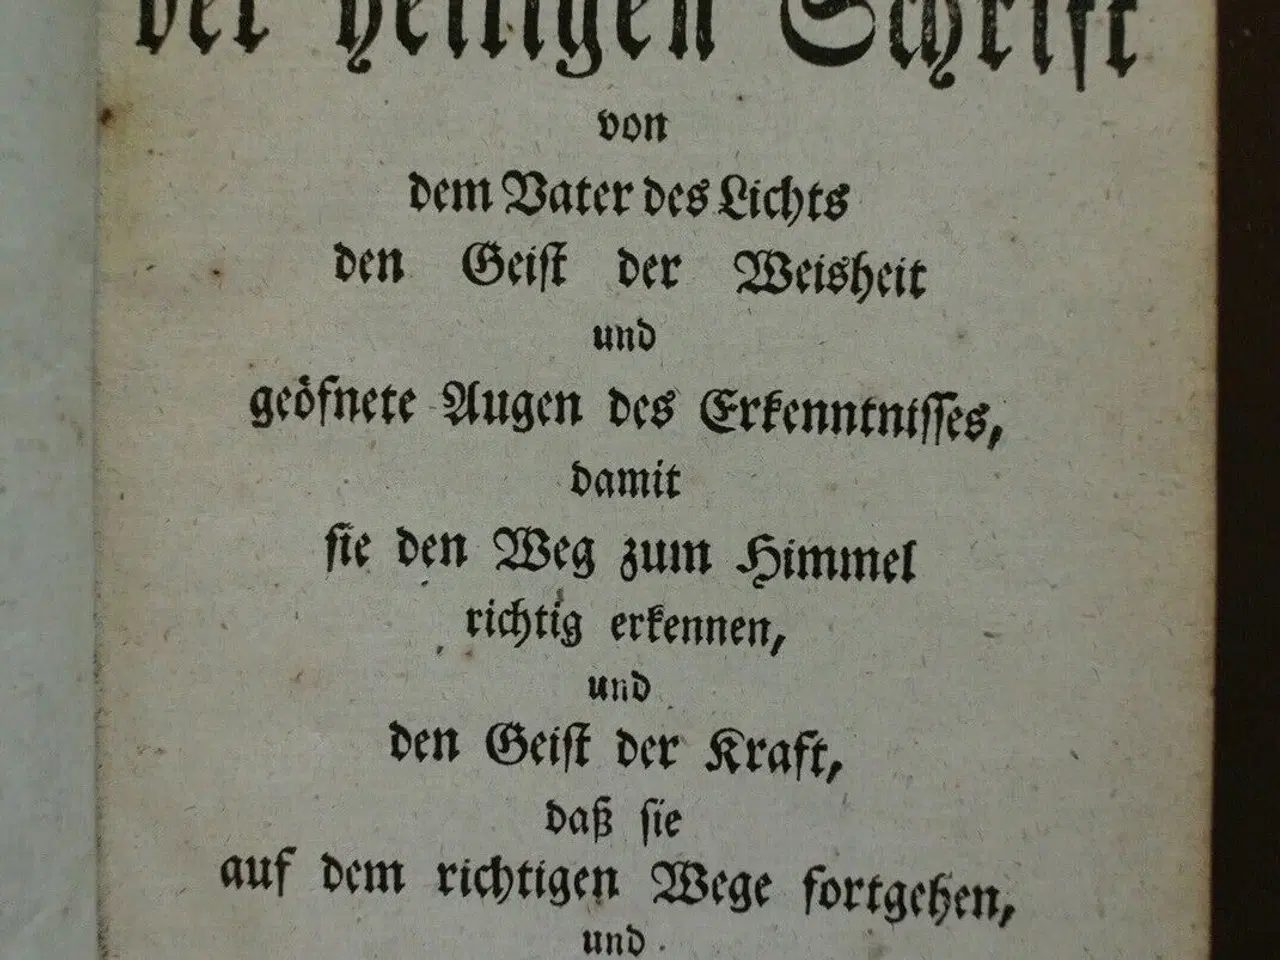 der heiligen Schrift
von
dem Vater des Lichts
den Geist der Weisheit
und
geöfnete Augen des Erkenntnisses,
damit
sie den Weg zum Himmel
richtig erkennen,
und
den Geist der Kraft,
daß sie
auf dem richtigen Wege fortgehen,
und